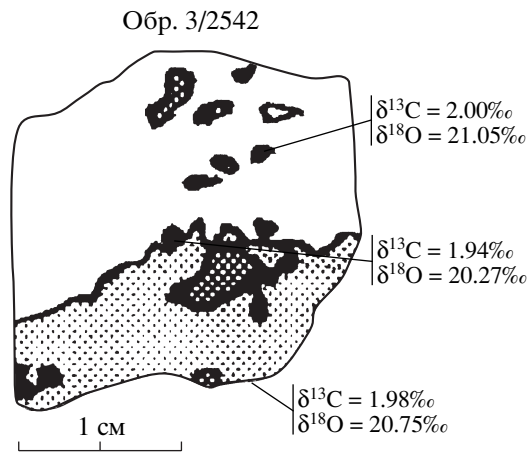 Обр. 3/2542
δ¹³C = 2.00‰
δ¹⁸O = 21.05‰
δ¹³C = 1.94‰
δ¹⁸O = 20.27‰
δ¹³C = 1.98‰
δ¹⁸O = 20.75‰
1 см